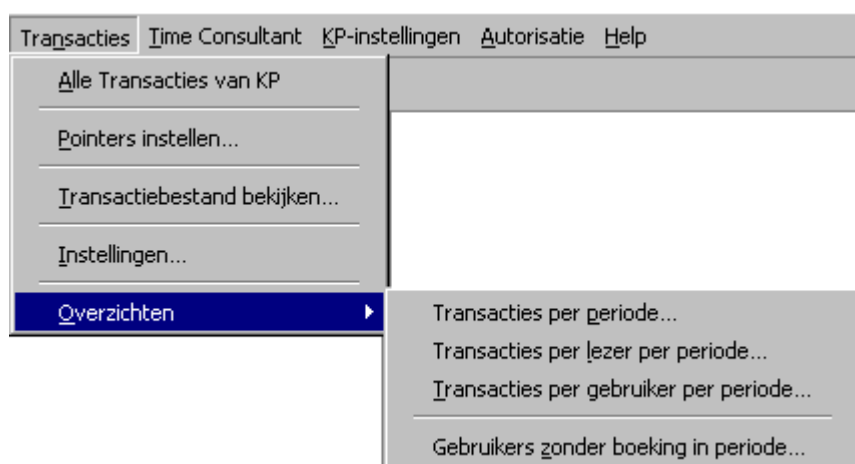 Transacties Time Consultant KP-instellingen Autorisatie Help
Alle Transacties van KP
Pointers instellen...
Transactiebestand bekijken...
Instellingen...
Overzichten
Transacties per periode...
Transacties per lezer per periode...
Transacties per gebruiker per periode...
Gebruikers zonder boeking in periode...